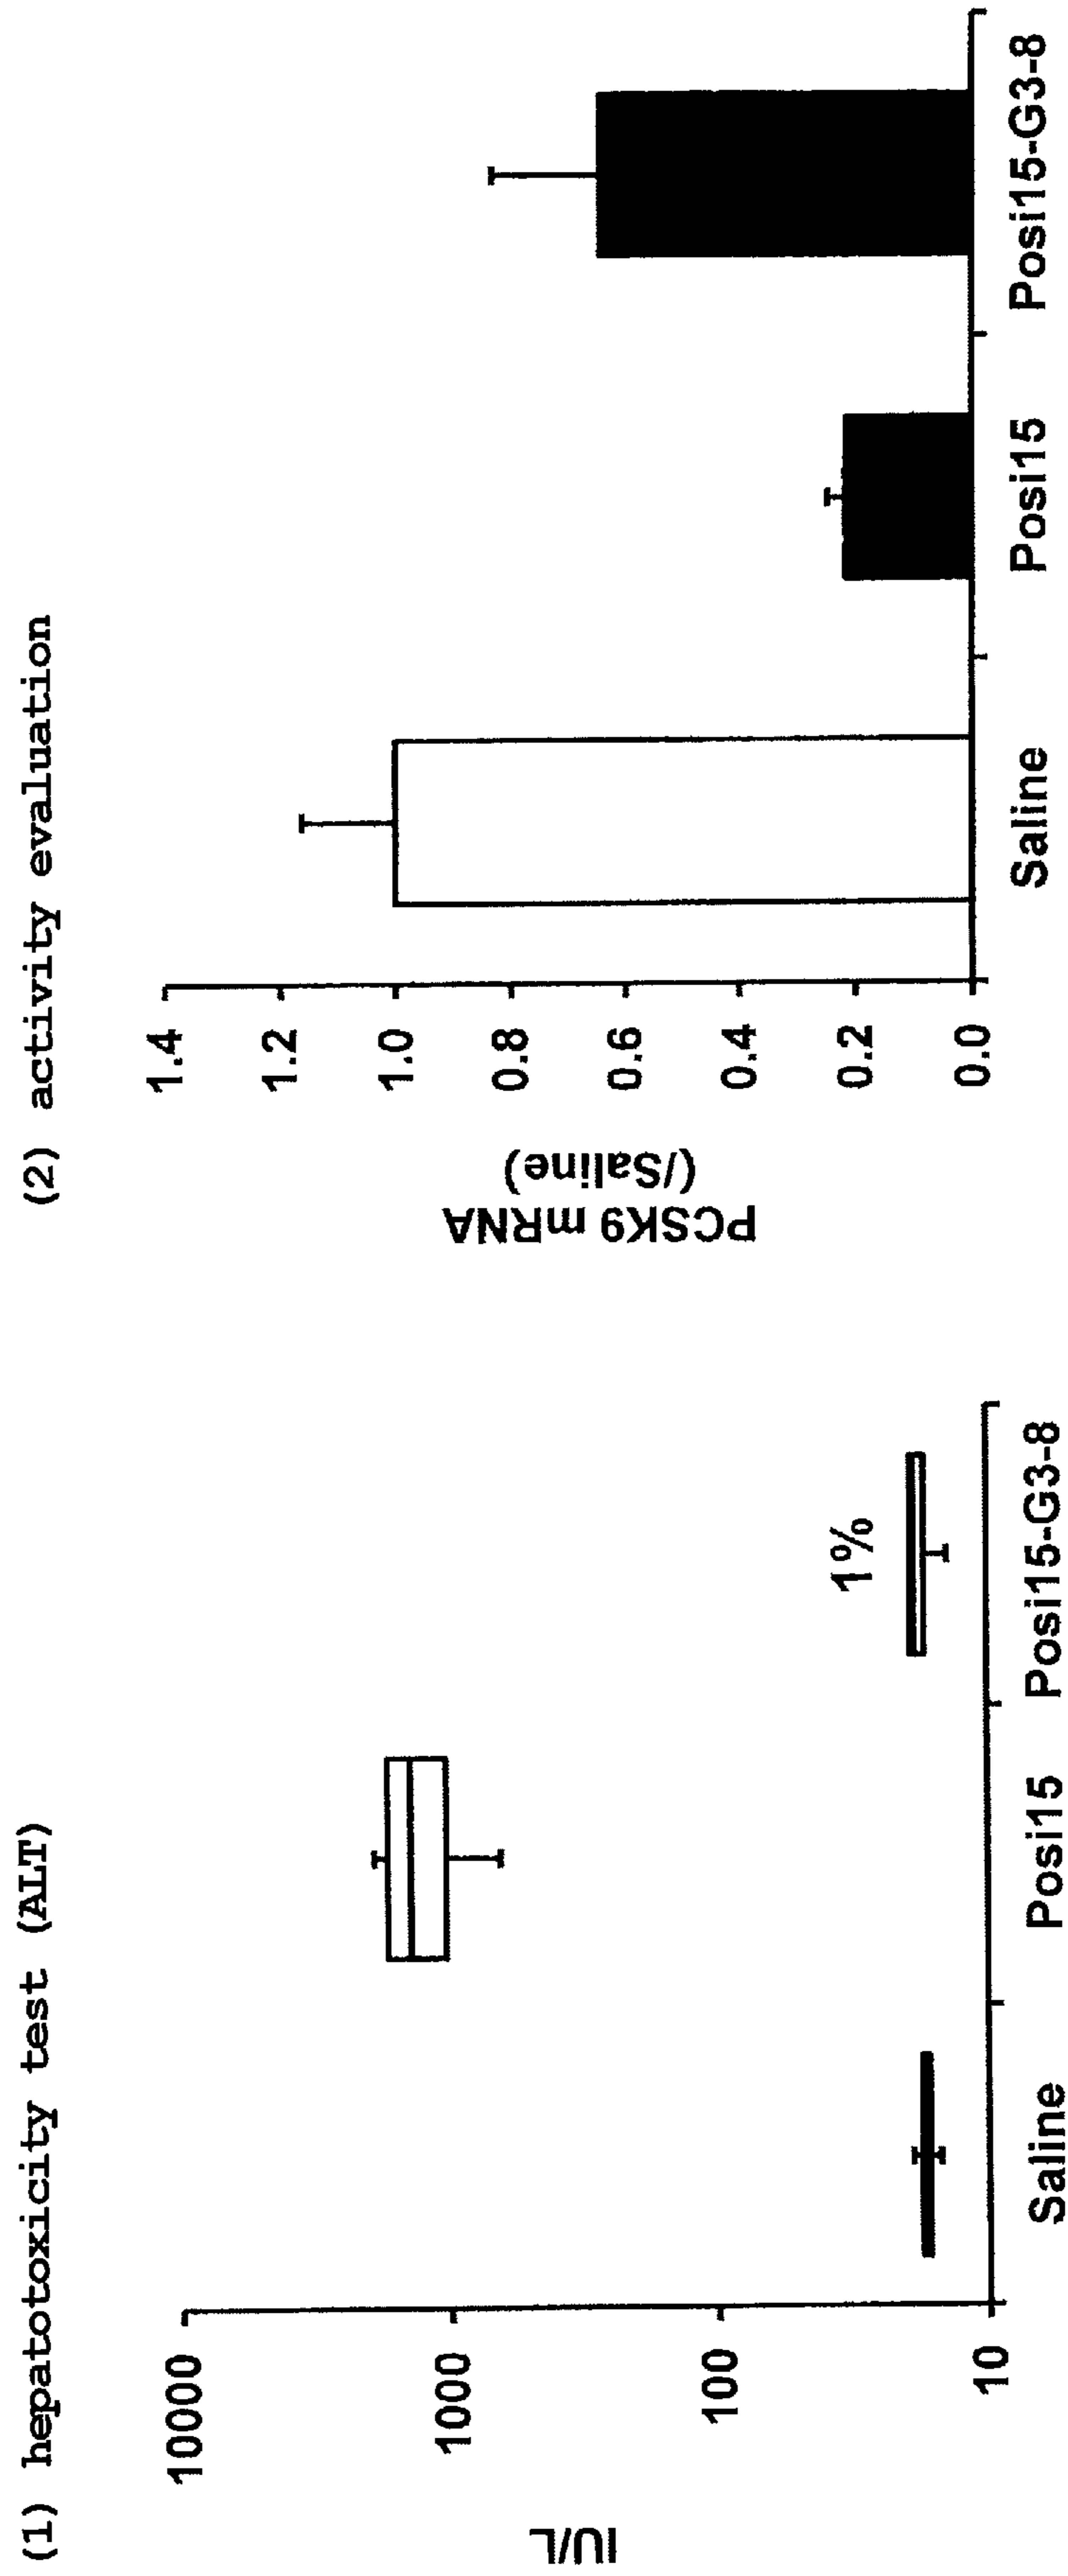 (1) hepatotoxicity test (ALT)
IU/L
10000
1000
100
10
1%
Saline
Posi15
Posi15-G3-8
(2) activity evaluation
PCSK9 mRNA
(/Saline)
1.4
1.2
1.0
0.8
0.6
0.4
0.2
0.0
Saline
Posi15
Posi15-G3-8